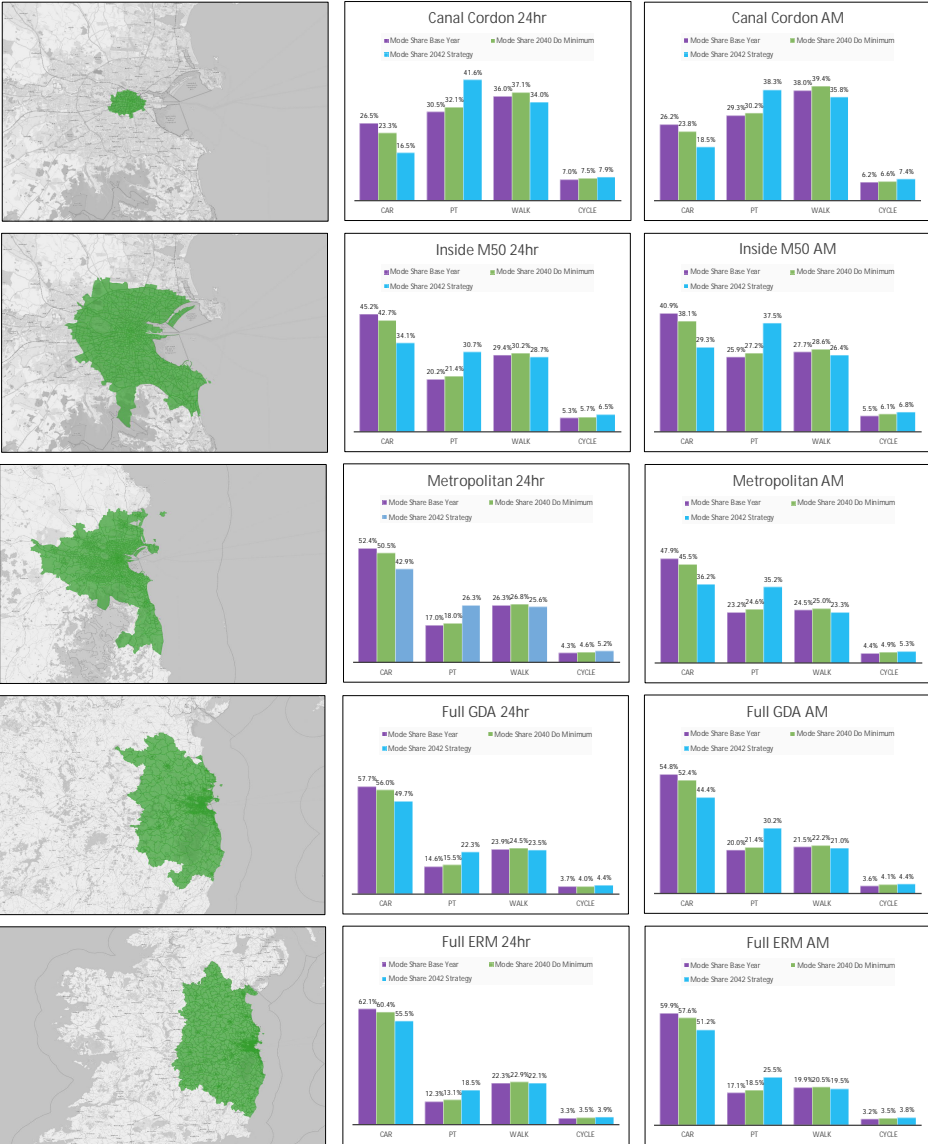 Canal Cordon 24hr
Mode Share Base Year Mode Share 2040 Do Minimum
Mode Share 2042 Strategy
26.5% 23.3% 16.5% 30.5% 32.1% 41.6% 36.0% 37.1% 34.0% 7.0% 7.5% 7.9%
CAR PT WALK CYCLE
Canal Cordon AM
Mode Share Base Year Mode Share 2040 Do Minimum
Mode Share 2042 Strategy
26.2% 23.8% 18.5% 29.3% 30.2% 38.3% 38.0% 39.4% 35.8% 6.2% 6.6% 7.4%
CAR PT WALK CYCLE
Inside M50 24hr
Mode Share Base Year Mode Share 2040 Do Minimum
Mode Share 2042 Strategy
45.2% 42.7% 34.1% 20.2% 21.4% 30.7% 29.4% 30.2% 28.7% 5.3% 5.7% 6.5%
CAR PT WALK CYCLE
Inside M50 AM
Mode Share Base Year Mode Share 2040 Do Minimum
Mode Share 2042 Strategy
40.9% 38.1% 29.3% 25.9% 27.2% 37.5% 27.7% 28.6% 26.4% 5.5% 6.1% 6.8%
CAR PT WALK CYCLE
Metropolitan 24hr
Mode Share Base Year Mode Share 2040 Do Minimum
Mode Share 2042 Strategy
52.4% 50.5% 42.9% 17.0% 18.0% 26.3% 26.3% 26.8% 25.6% 4.3% 4.6% 5.2%
CAR PT WALK CYCLE
Metropolitan AM
Mode Share Base Year Mode Share 2040 Do Minimum
Mode Share 2042 Strategy
47.9% 45.5% 36.2% 23.2% 24.6% 35.2% 24.5% 25.0% 23.3% 4.4% 4.9% 5.3%
CAR PT WALK CYCLE
Full GDA 24hr
Mode Share Base Year Mode Share 2040 Do Minimum
Mode Share 2042 Strategy
57.7% 56.0% 49.7% 14.6% 15.5% 22.3% 23.9% 24.5% 23.5% 3.7% 4.0% 4.4%
CAR PT WALK CYCLE
Full GDA AM
Mode Share Base Year Mode Share 2040 Do Minimum
Mode Share 2042 Strategy
54.8% 52.4% 44.4% 20.0% 21.4% 30.2% 21.5% 22.2% 21.0% 3.6% 4.1% 4.4%
CAR PT WALK CYCLE
Full ERM 24hr
Mode Share Base Year Mode Share 2040 Do Minimum
Mode Share 2042 Strategy
62.1% 60.4% 55.5% 12.3% 13.1% 18.5% 22.3% 22.9% 22.1% 3.3% 3.5% 3.9%
CAR PT WALK CYCLE
Full ERM AM
Mode Share Base Year Mode Share 2040 Do Minimum
Mode Share 2042 Strategy
59.9% 57.6% 51.2% 17.1% 18.5% 25.5% 19.9% 20.5% 19.5% 3.2% 3.5% 3.8%
CAR PT WALK CYCLE